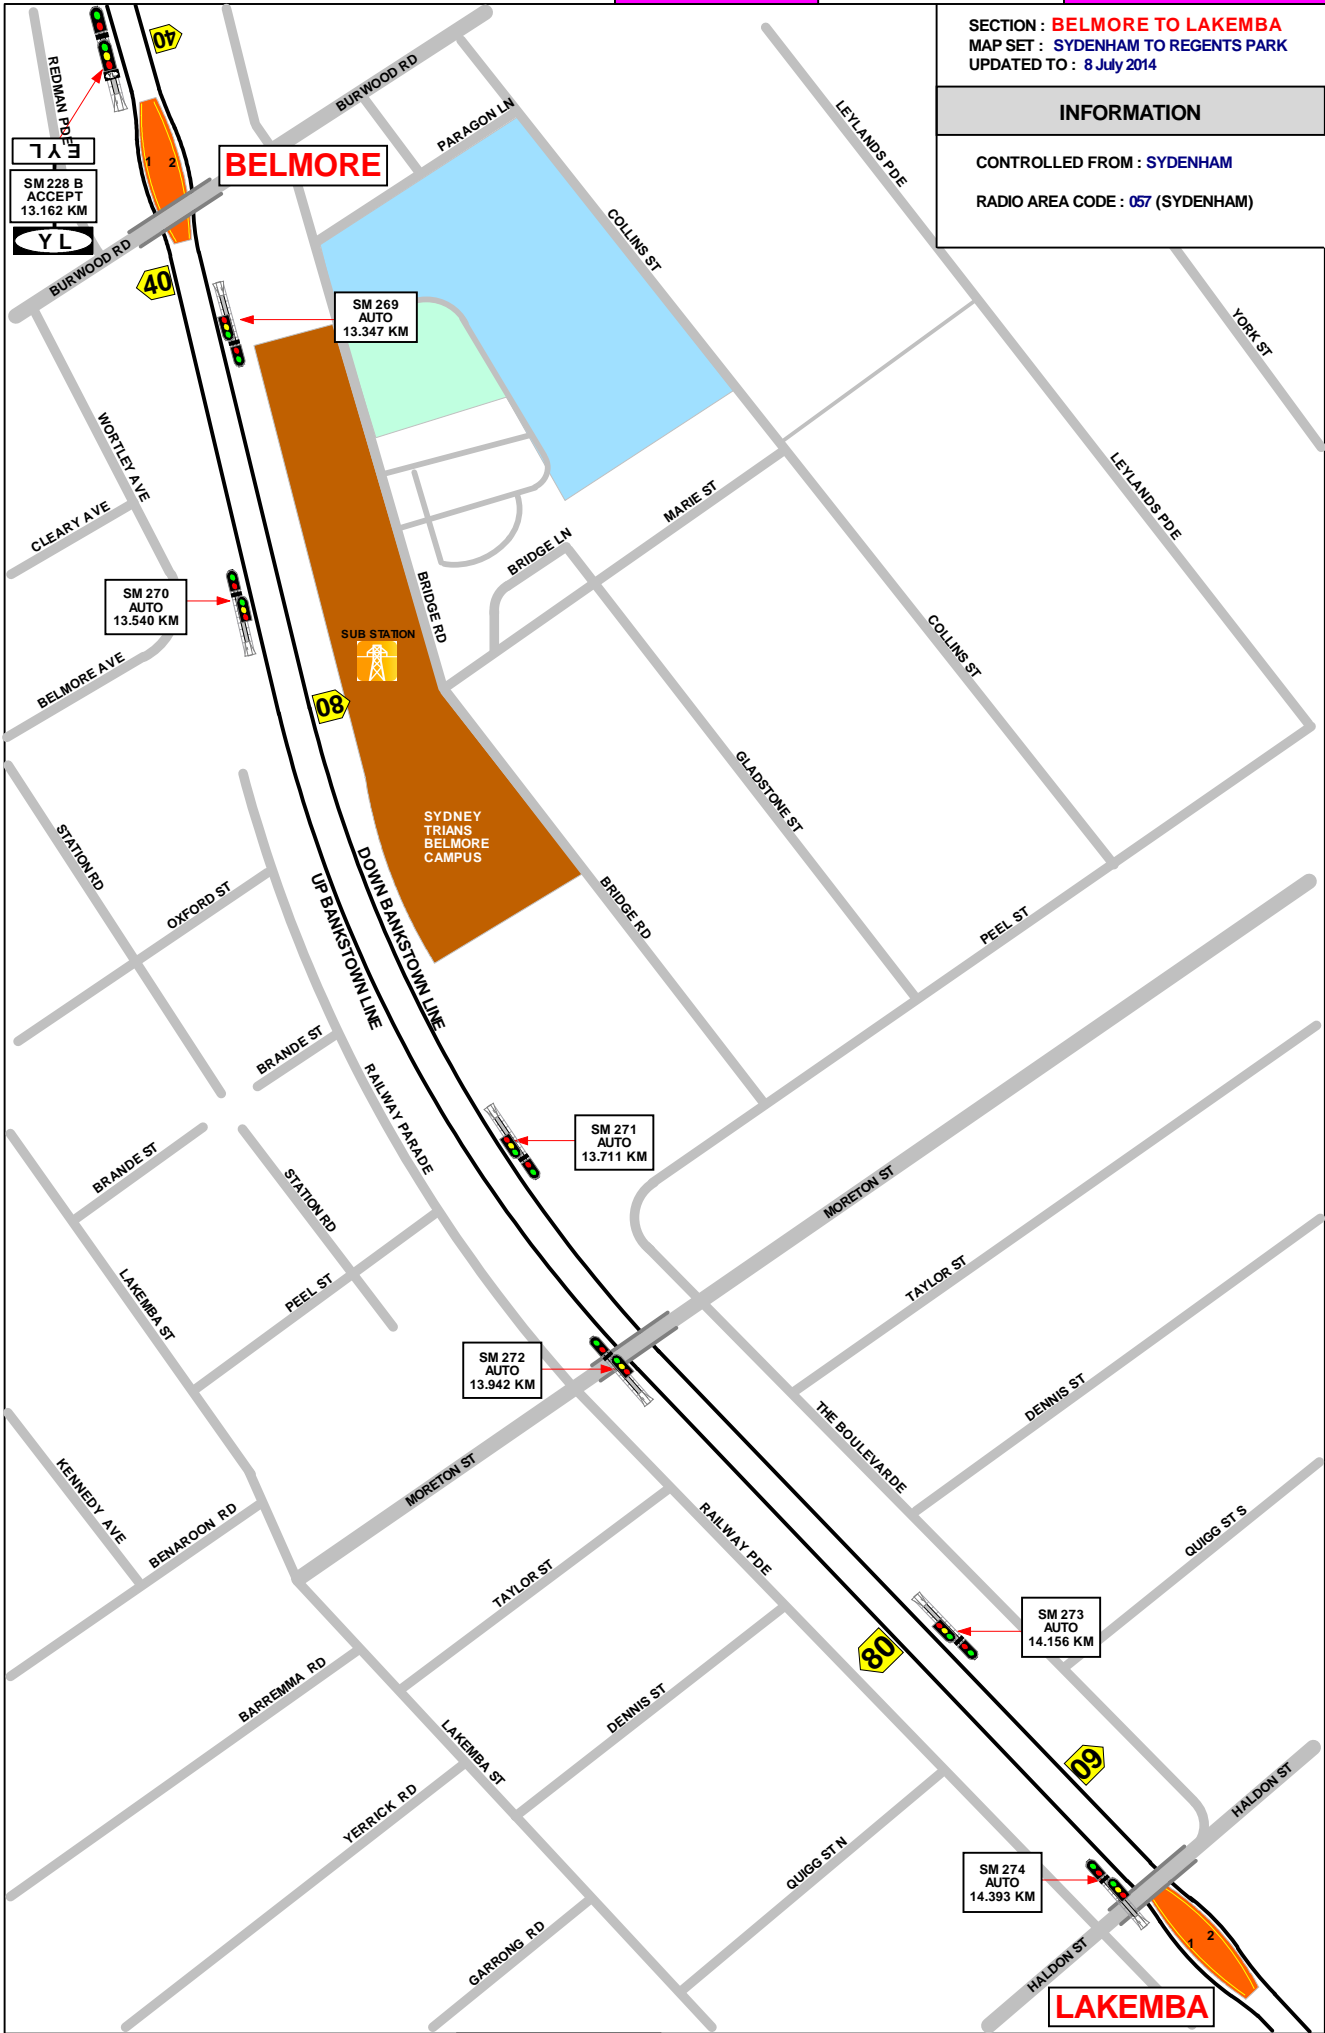 SECTION : BELMORE TO LAKEMBA
MAP SET : SYDENHAM TO REGENTS PARK
UPDATED TO : 8 July 2014
INFORMATION
CONTROLLED FROM : SYDENHAM
RADIO AREA CODE : 057 (SYDENHAM)
40
REDMAN PDE
BURWOOD RD
PARAGON LN
LEYLANDS PDE
EYL
1 2
BELMORE
SM 228 B
ACCEPT
13.162 KM
Y L
BURWOOD RD
COLLINS ST
40
SM 269
AUTO
13.347 KM
YORK ST
WORTLEY AVE
CLEARY AVE
MARIE ST
LEYLANDS PDE
BRIDGE LN
SM 270
AUTO
13.540 KM
BRIDGE RD
SUB STATION
COLLINS ST
BELMORE AVE
80
GLADSTONE ST
SYDNEY
TRIANS
BELMORE
CAMPUS
STATION RD
OXFORD ST
UP BANKSTOWN LINE
DOWN BANKSTOWN LINE
BRIDGE RD
PEEL ST
BRANDE ST
RAILWAY PARADE
SM 271
AUTO
13.711 KM
BRANDE ST
STATION RD
MORETON ST
LAKEMBA ST
PEEL ST
TAYLOR ST
SM 272
AUTO
13.942 KM
DENNIS ST
THE BOULEVARDE
KENNEDY AVE
MORETON ST
BENAROON RD
RAILWAY PDE
QUIGG ST S
TAYLOR ST
SM 273
AUTO
14.156 KM
80
BARREMMA RD
DENNIS ST
LAKEMBA ST
60
HALDON ST
YERRICK RD
QUIGG ST N
SM 274
AUTO
14.393 KM
GARRONG RD
HALDON ST
1 2
LAKEMBA